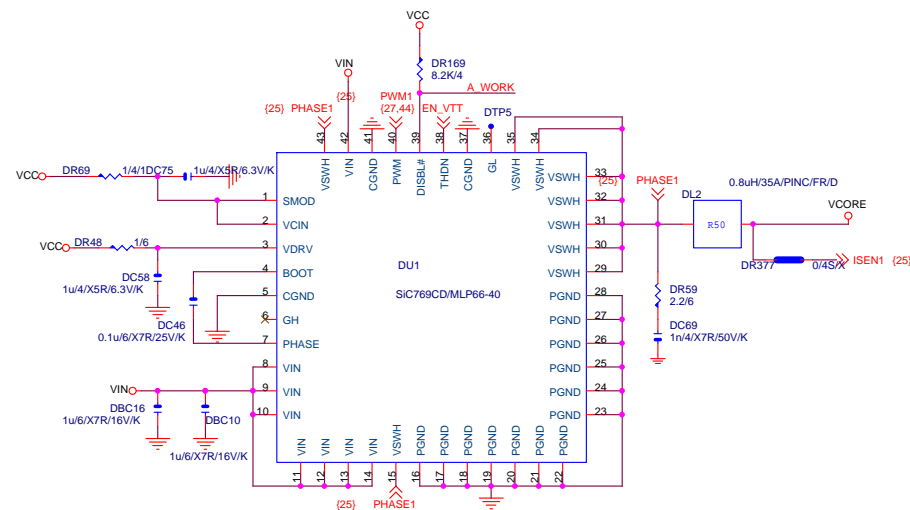 VCC
DR169
8.2K/4
VIN
A_WORK
{25}
PWM1
{25} PHASE1
{27,44} EN_VTT
DTP5
43 42 41 40 39 38 37 36 35 34
VSWH VIN CGND PWM DISBL# THDN CGND GL VSWH VSWH
VCC
DR69
1/4/1
DC75
1u/4/X5R/6.3V/K
1 SMOD
2 VCIN
VCC
DR48
1/6
3 VDRV
DC58
1u/4/X5R/6.3V/K
4 BOOT
5 CGND
6 GH
DC46
0.1u/6/X7R/25V/K
7 PHASE
8 VIN
VIN
9 VIN
10 VIN
DBC16
1u/6/X7R/16V/K
DBC10
1u/6/X7R/16V/K
DU1
SiC769CD/MLP66-40
VSWH 33
VSWH 32
VSWH 31
VSWH 30
VSWH 29
PGND 28
PGND 27
PGND 26
PGND 25
PGND 24
PGND 23
{25} PHASE1
DL2
0.8uH/35A/PINC/FR/D
R50
VCORE
DR377
0/4S/X
ISEN1 {25}
DR59
2.2/6
DC69
1n/4/X7R/50V/K
VIN VIN VIN VIN VSWH PGND PGND PGND PGND PGND PGND PGND
11 12 13 14 15 16 17 18 19 20 21 22
{25} PHASE1